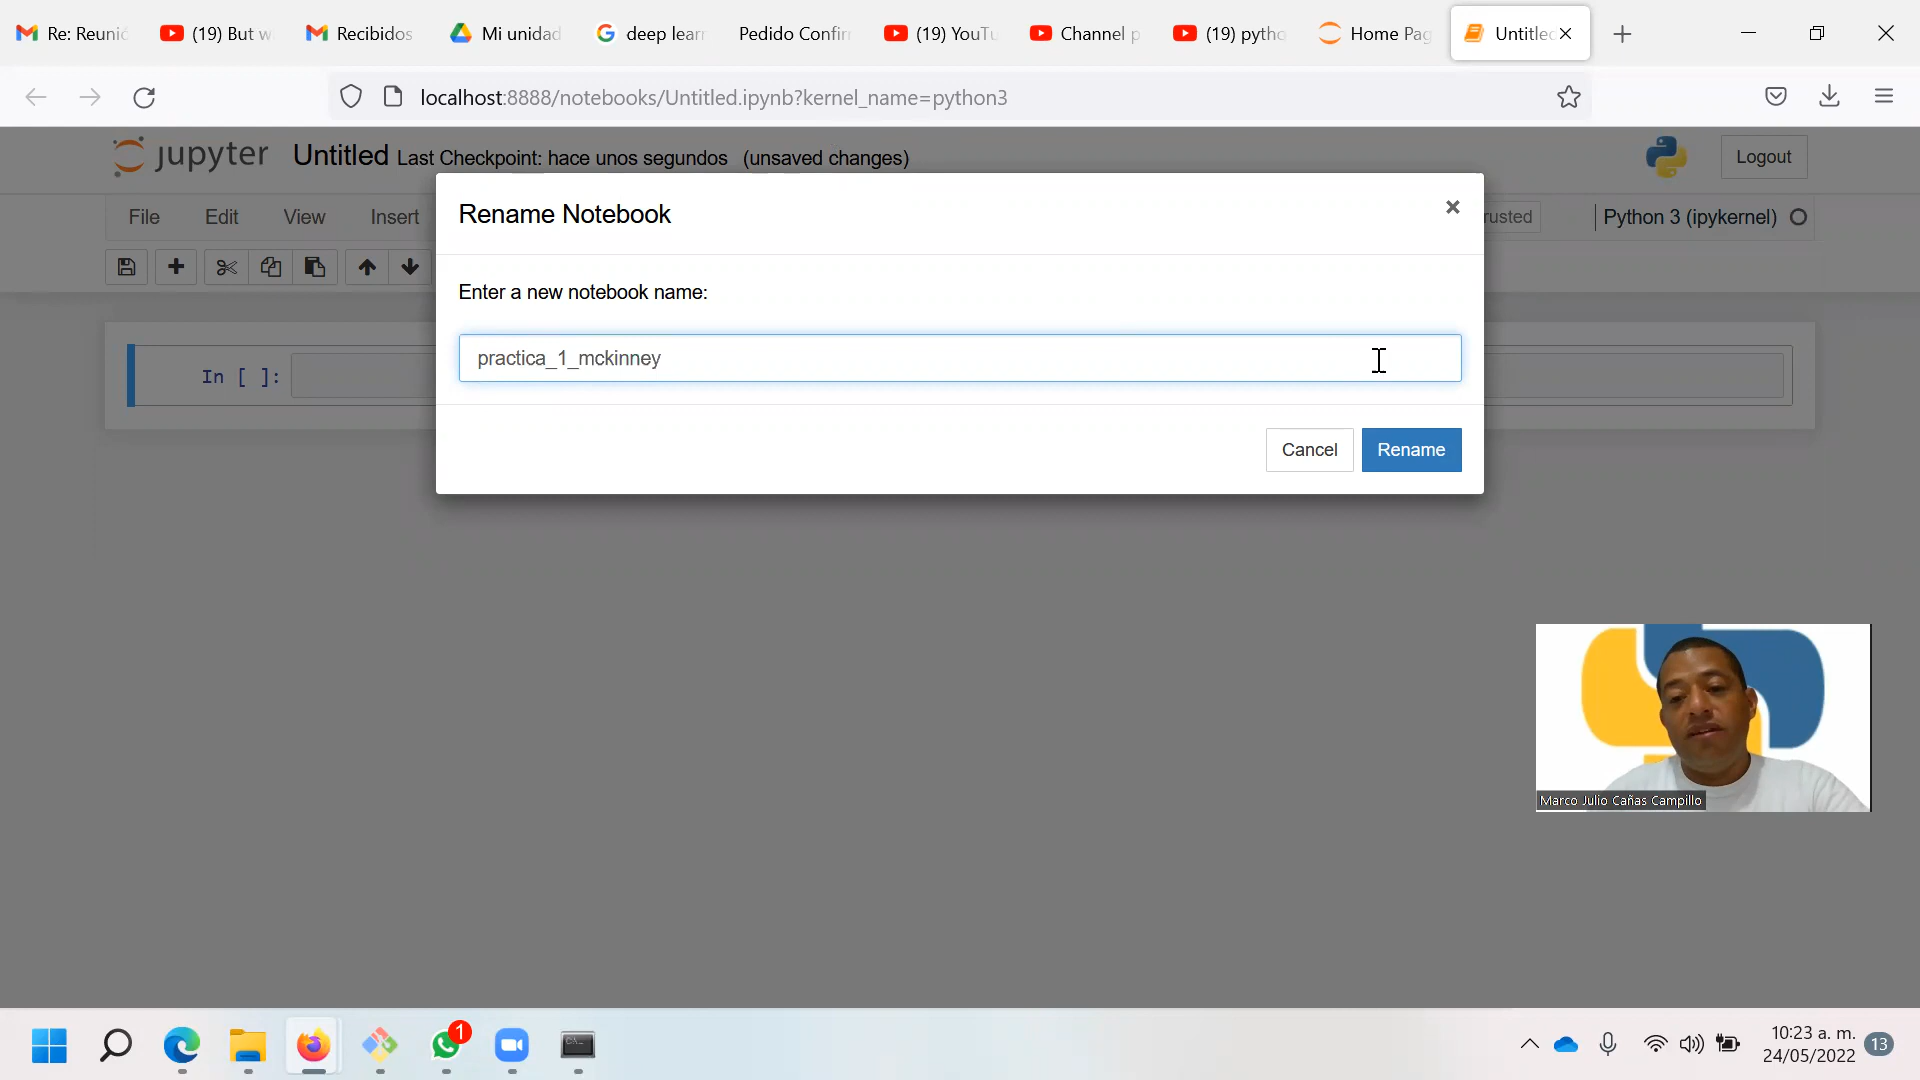 Re: Reunió
(19) But w
Recibidos
Mi unidad
deep lear
Pedido Confir
(19) YouTu
Channel p
(19) pytho
Home Pag
Untitled
localhost:8888/notebooks/Untitled.ipynb?kernel_name=python3
jupyter Untitled Last Checkpoint: hace unos segundos (unsaved changes)
Logout
File Edit View Insert
rusted
Python 3 (ipykernel)
Rename Notebook
Enter a new notebook name:
practica_1_mckinney
Cancel
Rename
In [ ]:
Marco Julio Cañas Campillo
1
10:23 a. m.
24/05/2022
13